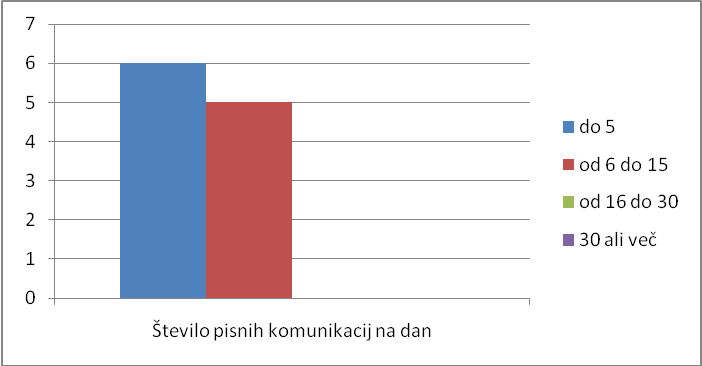 7
6
5
4
3
2
1
0
Število pisnih komunikacij na dan
do 5
od 6 do 15
od 16 do 30
30 ali več